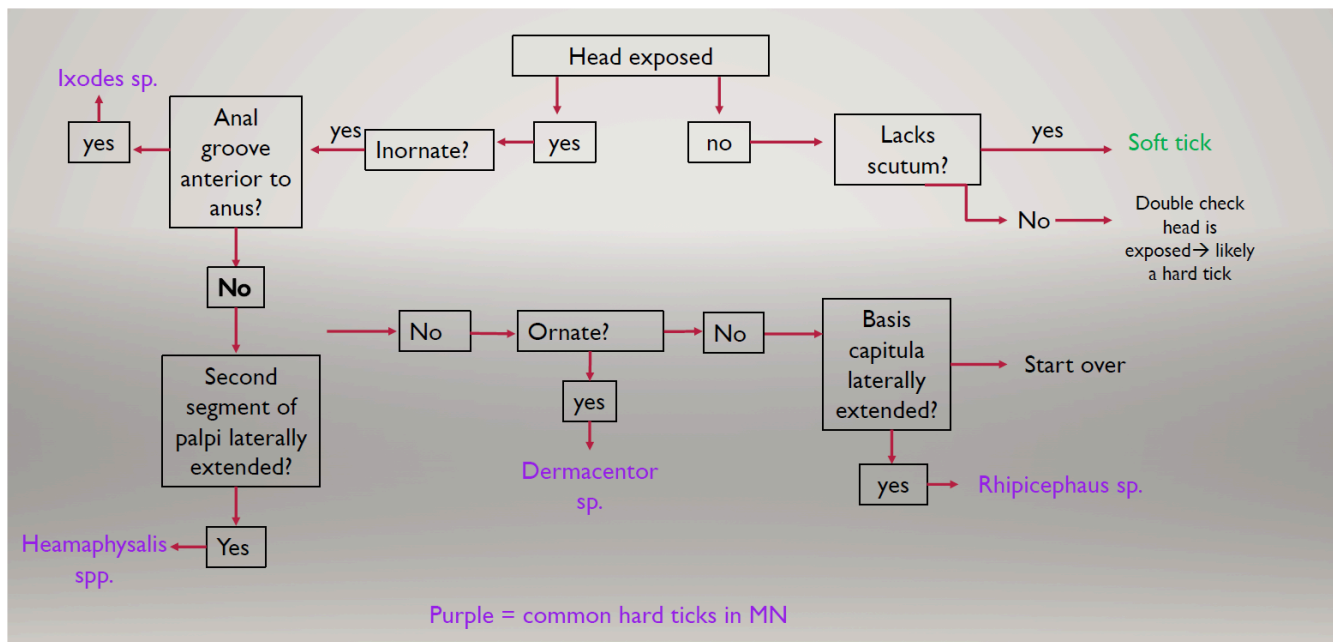 Head exposed
Ixodes sp.
yes
Anal
groove
anterior to
anus?
yes
Inornate?
yes
no
Lacks
scutum?
yes
Soft tick
No
Double check
head is
exposed→ likely
a hard tick
No
Second
segment of
palpi laterally
extended?
Yes
Heamaphysalis
spp.
No
Ornate?
yes
Dermacentor
sp.
No
Basis
capitula
laterally
extended?
Start over
yes
Rhipicephaus sp.
Purple = common hard ticks in MN